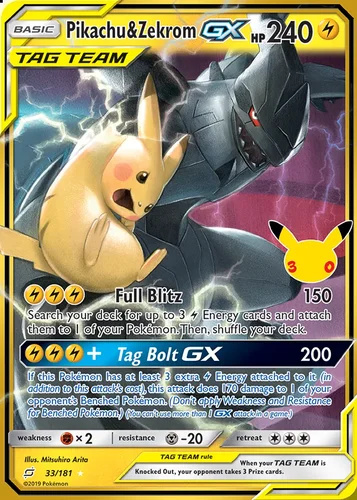 BASIC Pikachu&Zekrom GX HP 240
TAG TEAM
30
Full Blitz 150
Search your deck for up to 3 Energy cards and attach
them to 1 of your Pokémon. Then, shuffle your deck.
+ Tag Bolt GX 200
If this Pokémon has at least 3 extra Energy attached to it (in
addition to this attack's cost), this attack does 170 damage to 1 of your
opponent's Benched Pokémon. (Don't apply Weakness and Resistance
for Benched Pokémon.) (You can't use more than 1 GX attack in a game.)
weakness ×2 resistance -20 retreat
TAG TEAM rule
When your TAG TEAM is
Knocked Out, your opponent takes 3 Prize cards.
Illus. Mitsuhiro Arita
33/181
©2019 Pokémon